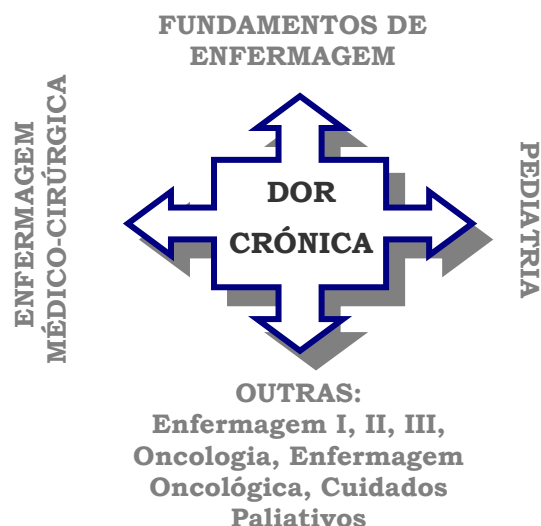 FUNDAMENTOS DE
ENFERMAGEM
ENFERMAGEM
MÉDICO-CIRÚRGICA
DOR
CRÓNICA
PEDIATRIA
OUTRAS:
Enfermagem I, II, III,
Oncologia, Enfermagem
Oncológica, Cuidados
Paliativos